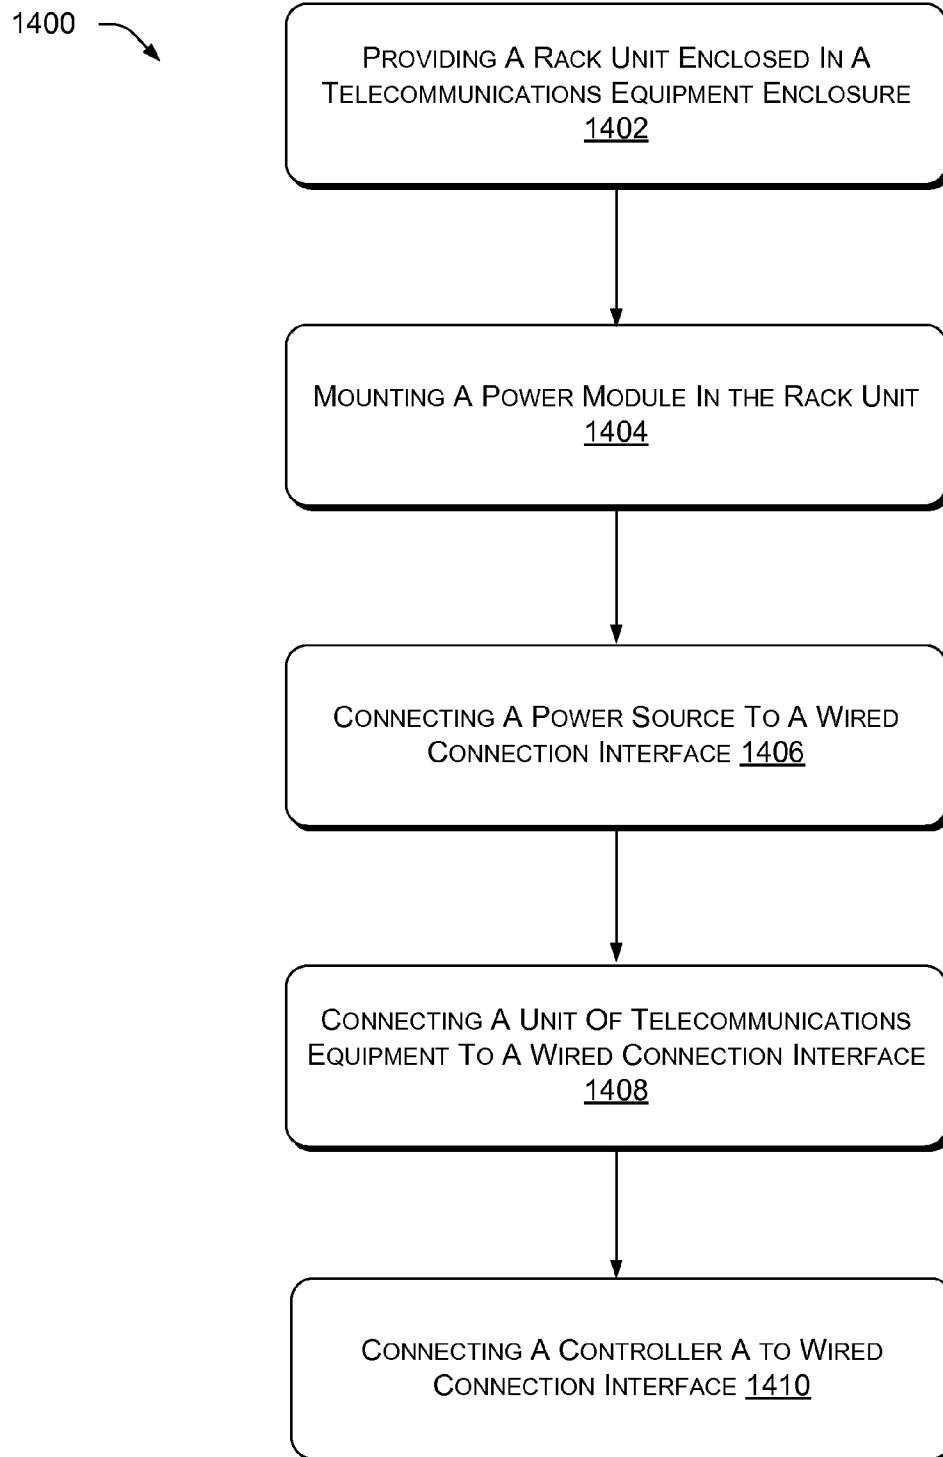 1400
PROVIDING A RACK UNIT ENCLOSED IN A
TELECOMMUNICATIONS EQUIPMENT ENCLOSURE
1402
MOUNTING A POWER MODULE IN THE RACK UNIT
1404
CONNECTING A POWER SOURCE TO A WIRED
CONNECTION INTERFACE 1406
CONNECTING A UNIT OF TELECOMMUNICATIONS
EQUIPMENT TO A WIRED CONNECTION INTERFACE
1408
CONNECTING A CONTROLLER A TO WIRED
CONNECTION INTERFACE 1410